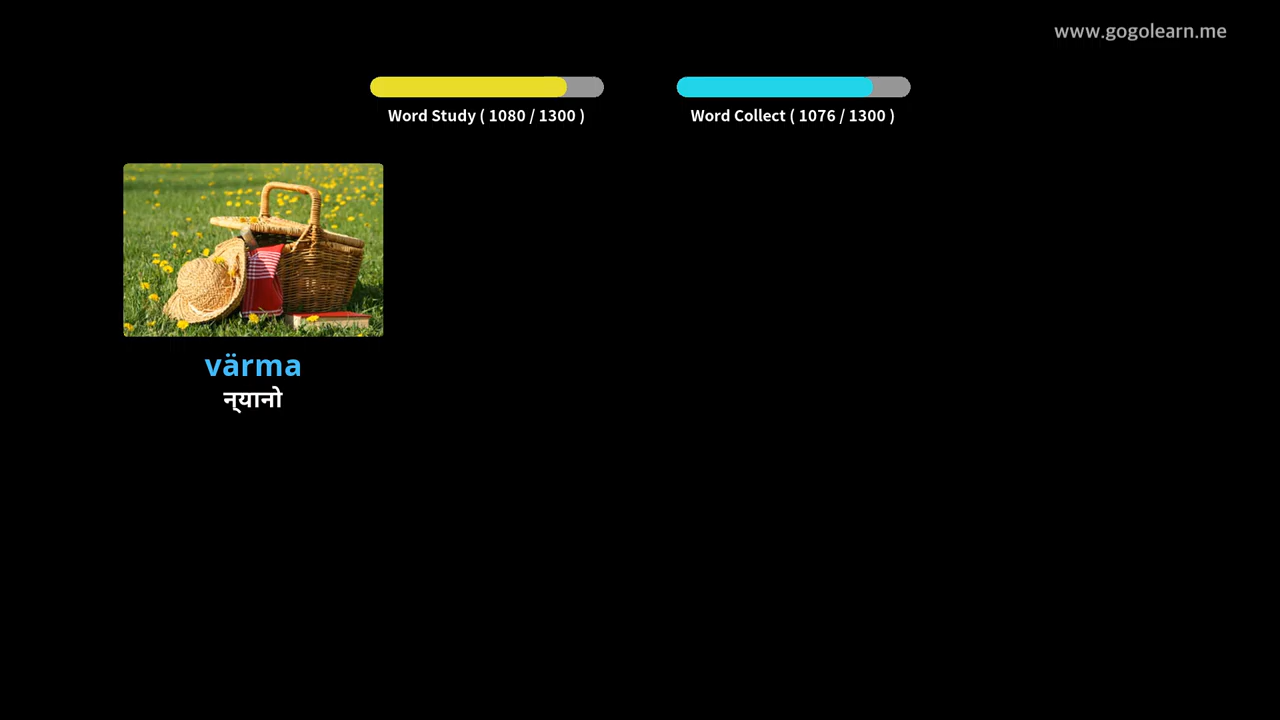 www.gogolearn.me
Word Study ( 1080 / 1300 )
Word Collect ( 1076 / 1300 )
värma
न्यानो